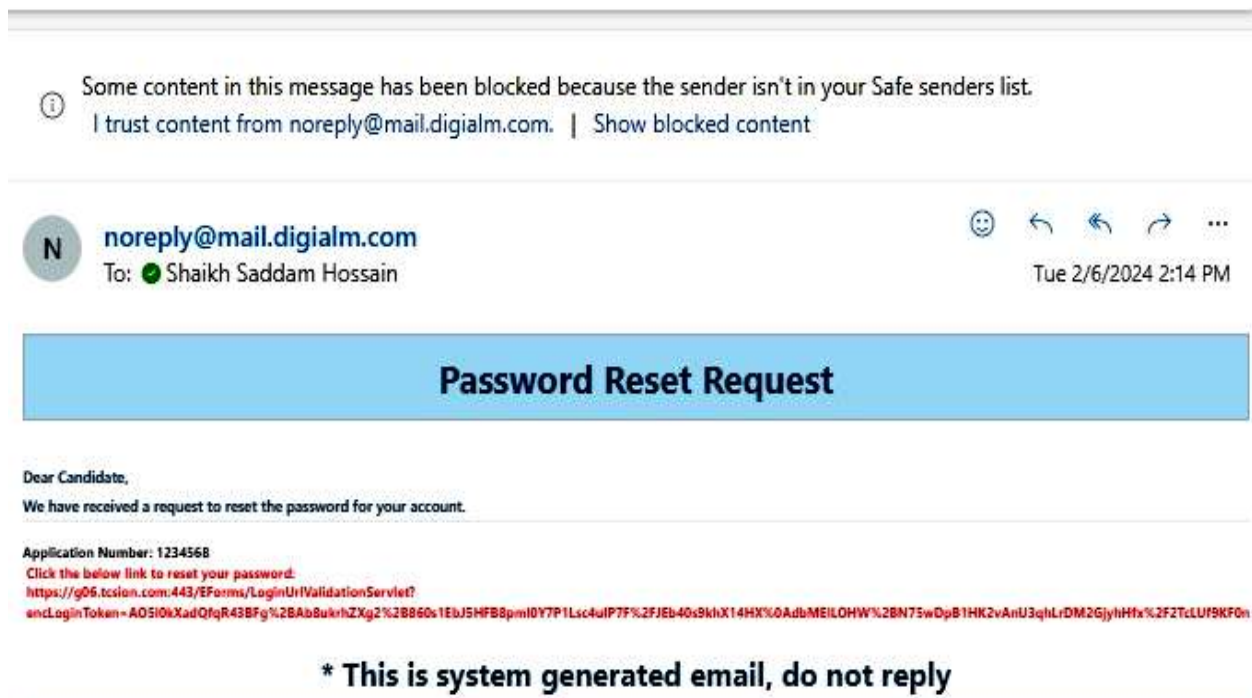 Some content in this message has been blocked because the sender isn't in your Safe senders list.
I trust content from noreply@mail.digialm.com. | Show blocked content
N
noreply@mail.digialm.com
To: Shaikh Saddam Hossain
Tue 2/6/2024 2:14 PM
Password Reset Request
Dear Candidate,
We have received a request to reset the password for your account.
Application Number: 1234568
Click the below link to reset your password:
https://g06.tcsion.com:443/EForms/LoginUrlValidationServlet?
* This is system generated email, do not reply